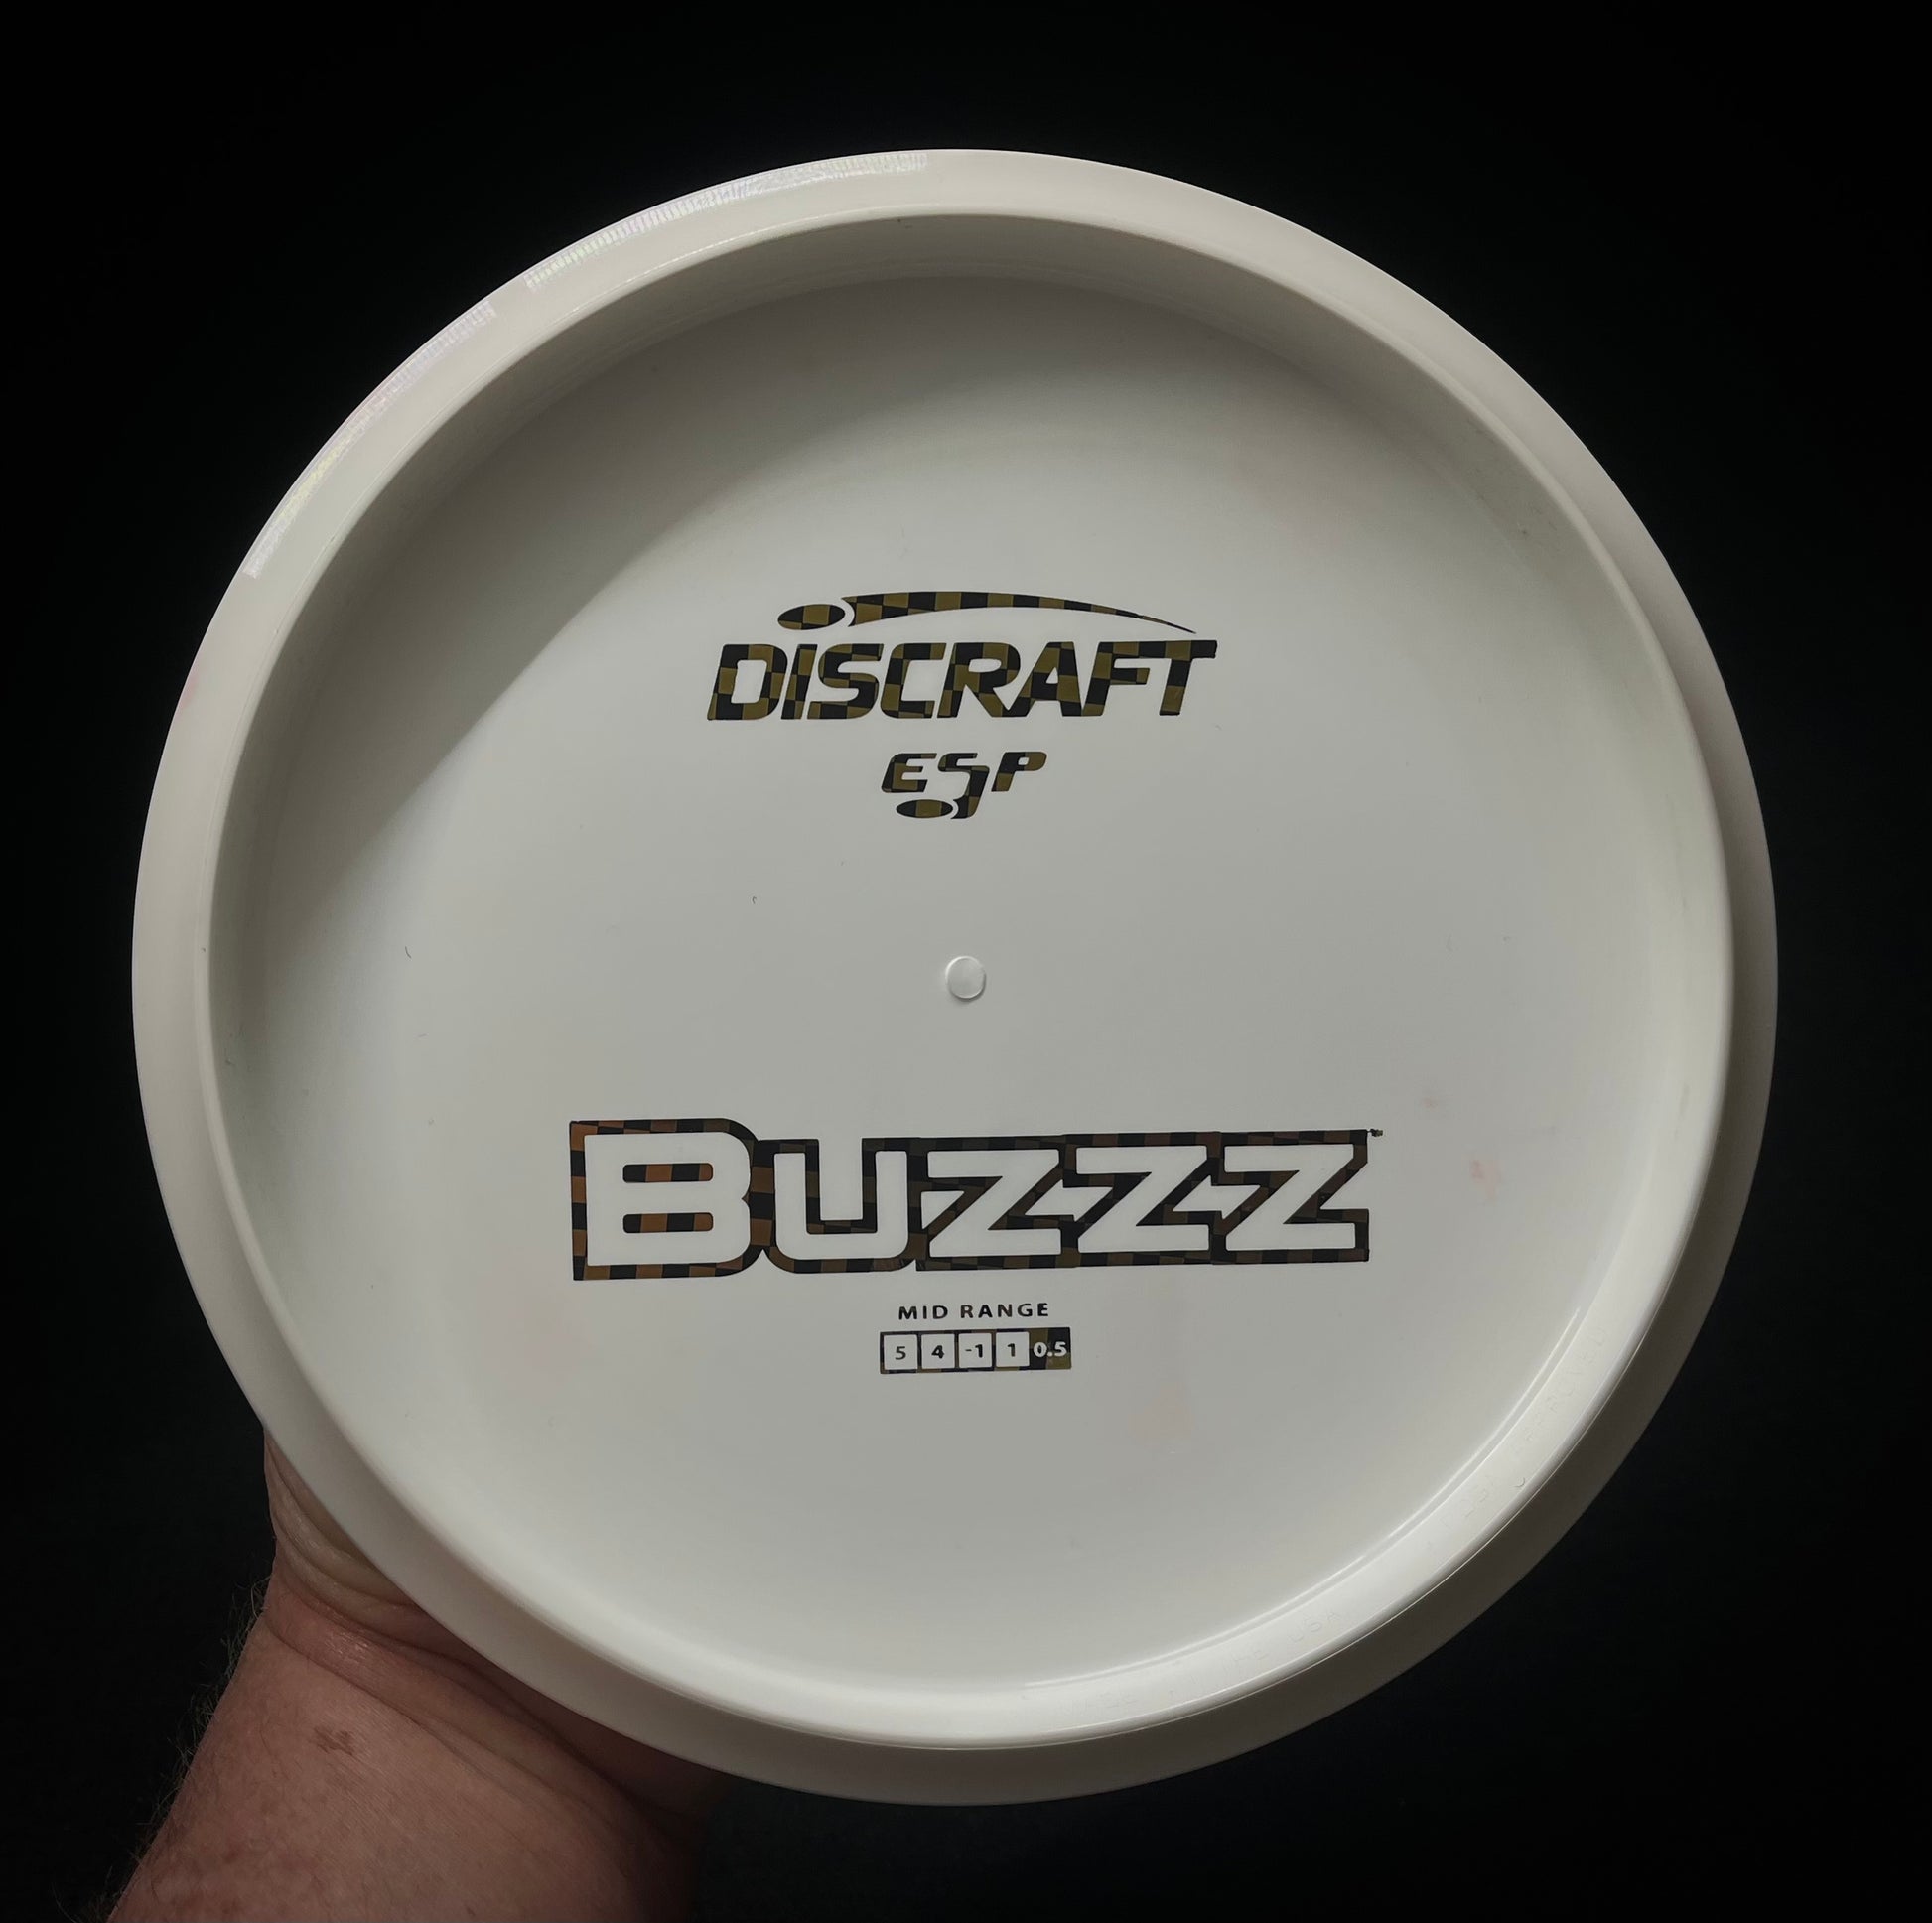 DISCRAFT
ESP
BUZZZ
MID RANGE
5 4 -1 1 0.5